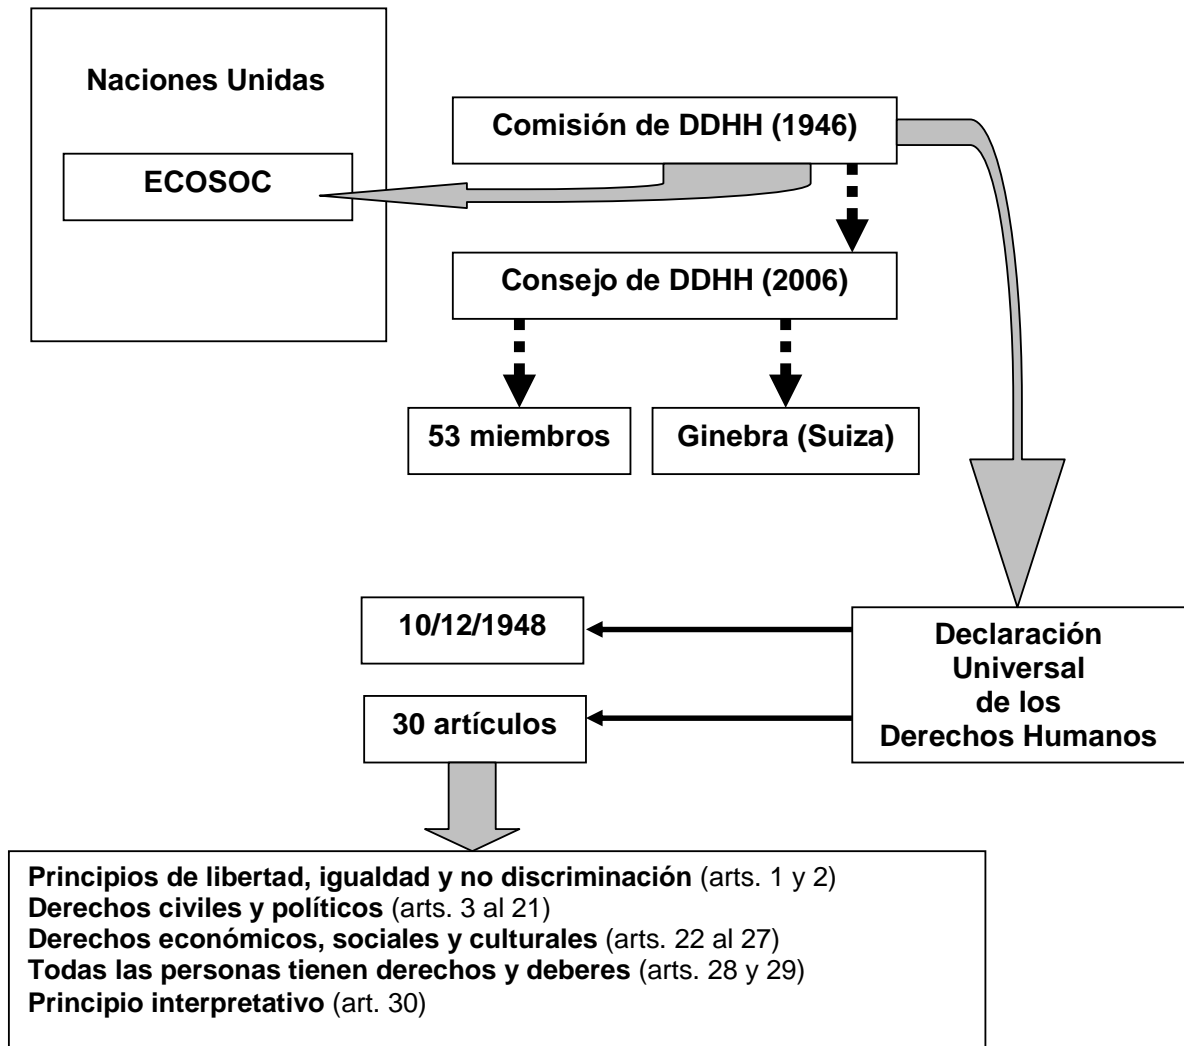 Naciones Unidas
Comisión de DDHH (1946)
ECOSOC
Consejo de DDHH (2006)
53 miembros
Ginebra (Suiza)
10/12/1948
30 artículos
Declaración
Universal
de los
Derechos Humanos
Principios de libertad, igualdad y no discriminación (arts. 1 y 2)
Derechos civiles y políticos (arts. 3 al 21)
Derechos económicos, sociales y culturales (arts. 22 al 27)
Todas las personas tienen derechos y deberes (arts. 28 y 29)
Principio interpretativo (art. 30)